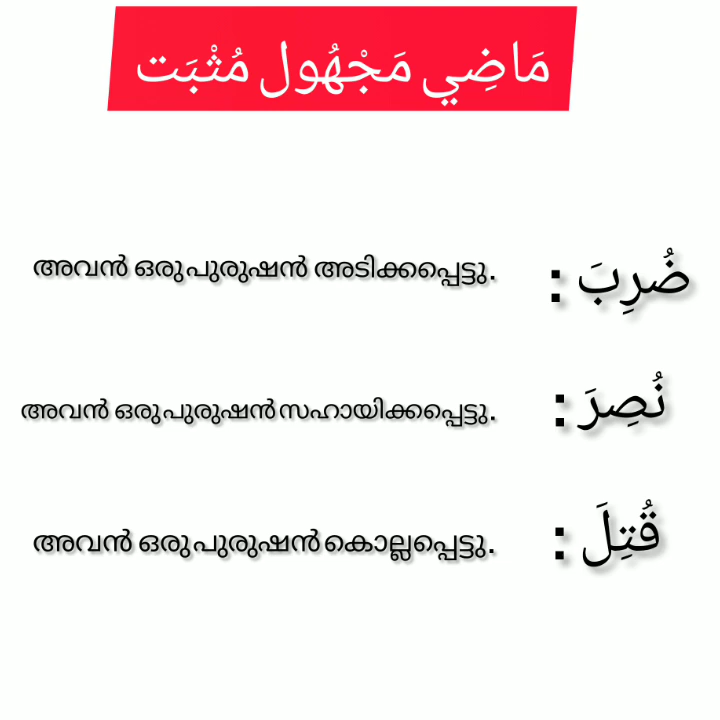 مَاضِي مَجْهُول مُثْبَت
ضُرِبَ : അവൻ ഒരു പുരുഷൻ അടിക്കപ്പെട്ടു.
نُصِرَ : അവൻ ഒരു പുരുഷൻ സഹായിക്കപ്പെട്ടു.
قُتِلَ : അവൻ ഒരു പുരുഷൻ കൊല്ലപ്പെട്ടു.